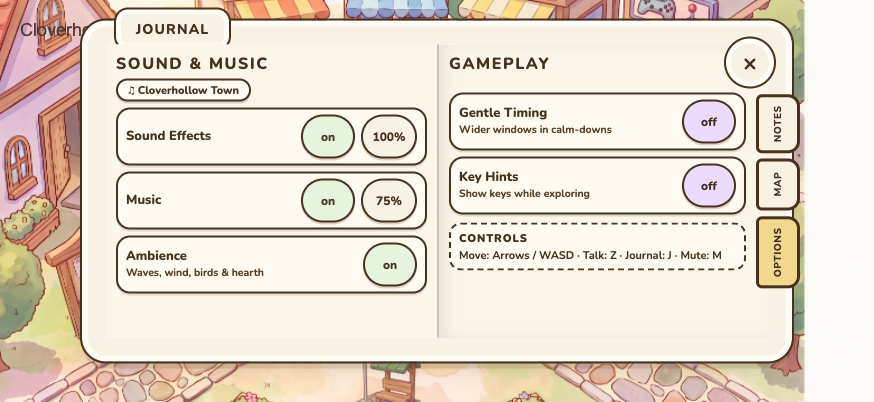 Cloverho
JOURNAL
SOUND & MUSIC
♫ Cloverhollow Town
Sound Effects
on
100%
Music
on
75%
Ambience
Waves, wind, birds & hearth
on
GAMEPLAY
×
Gentle Timing
Wider windows in calm-downs
off
Key Hints
Show keys while exploring
off
CONTROLS
Move: Arrows / WASD · Talk: Z · Journal: J · Mute: M
NOTES
MAP
OPTIONS